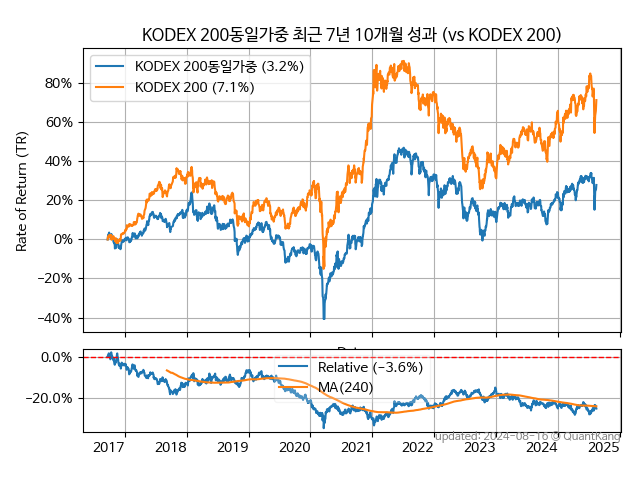 KODEX 200동일가중 최근 7년 10개월 성과 (vs KODEX 200)
KODEX 200동일가중 (3.2%)
KODEX 200 (7.1%)
Rate of Return (TR)
80%
60%
40%
20%
0%
−20%
−40%
0.0%
−20.0%
Relative (−3.6%)
MA(240)
updated: 2024-08-16 © QuantKang
2017
2018
2019
2020
2021
2022
2023
2024
2025